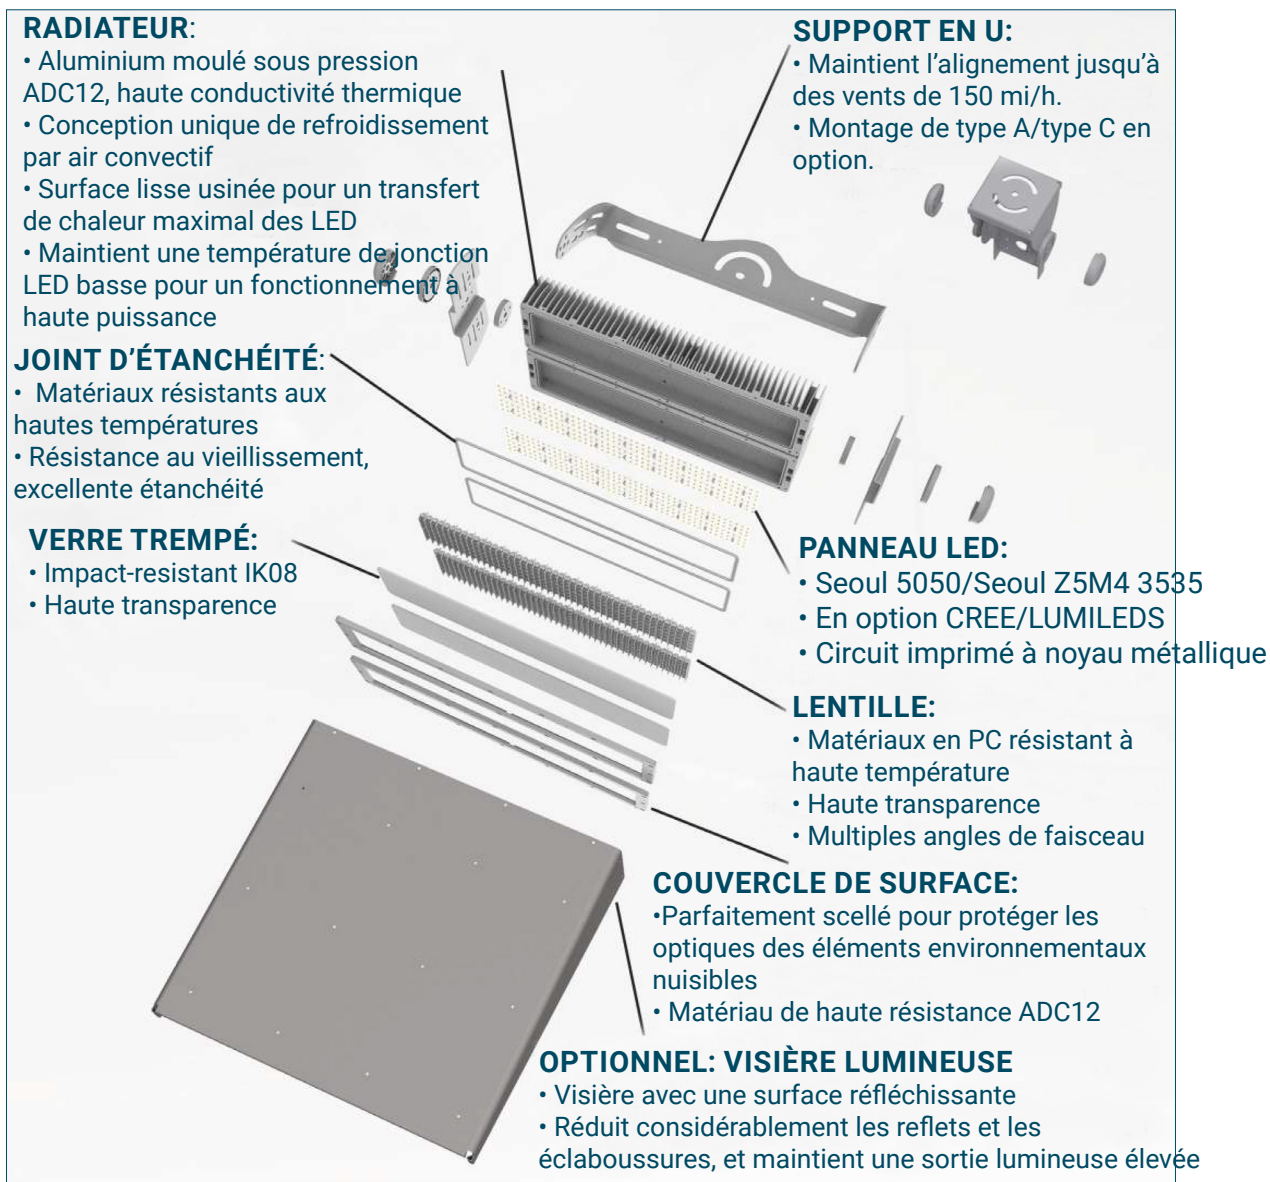 RADIATEUR:
• Aluminium moulé sous pression
ADC12, haute conductivité thermique
• Conception unique de refroidissement
par air convectif
• Surface lisse usinée pour un transfert
de chaleur maximal des LED
• Maintient une température de jonction
LED basse pour un fonctionnement à
haute puissance
SUPPORT EN U:
• Maintient l’alignement jusqu’à
des vents de 150 mi/h.
• Montage de type A/type C en
option.
JOINT D’ÉTANCHÉITÉ:
• Matériaux résistants aux
hautes températures
• Résistance au vieillissement,
excellente étanchéité
VERRE TREMPÉ:
• Impact-resistant IK08
• Haute transparence
PANNEAU LED:
• Seoul 5050/Seoul Z5M4 3535
• En option CREE/LUMILEDS
• Circuit imprimé à noyau métallique
LENTILLE:
• Matériaux en PC résistant à
haute température
• Haute transparence
• Multiples angles de faisceau
COUVERCLE DE SURFACE:
•Parfaitement scellé pour protéger les
optiques des éléments environnementaux
nuisibles
• Matériau de haute résistance ADC12
OPTIONNEL: VISIÈRE LUMINEUSE
• Visière avec une surface réfléchissante
• Réduit considérablement les reflets et les
éclaboussures, et maintient une sortie lumineuse élevée